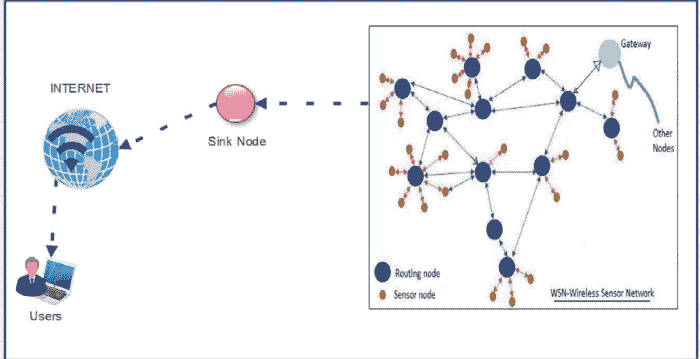 INTERNET
Sink Node
Users
Gateway
Other
Nodes
Routing node
Sensor node
WSN-Wireless Sensor Network